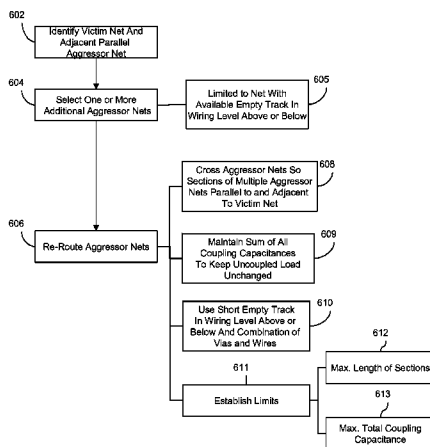 602
Identify Victim Net And
Adjacent Parallel
Aggressor Net
604
Select One or More
Additional Aggressor Nets
605
Limited to Net With
Available Empty Track In
Wiring Level Above or Below
606
Re-Route Aggressor Nets
608
Cross Aggressor Nets So
Sections of Multiple Aggressor
Nets Parallel to and Adjacent
To Victim Net
609
Maintain Sum of All
Coupling Capacitances
To Keep Uncoupled Load
Unchanged
610
Use Short Empty Track
In Wiring Level Above or
Below And Combination of
Vias and Wires
611
Establish Limits
612
Max. Length of Sections
613
Max. Total Coupling
Capacitance